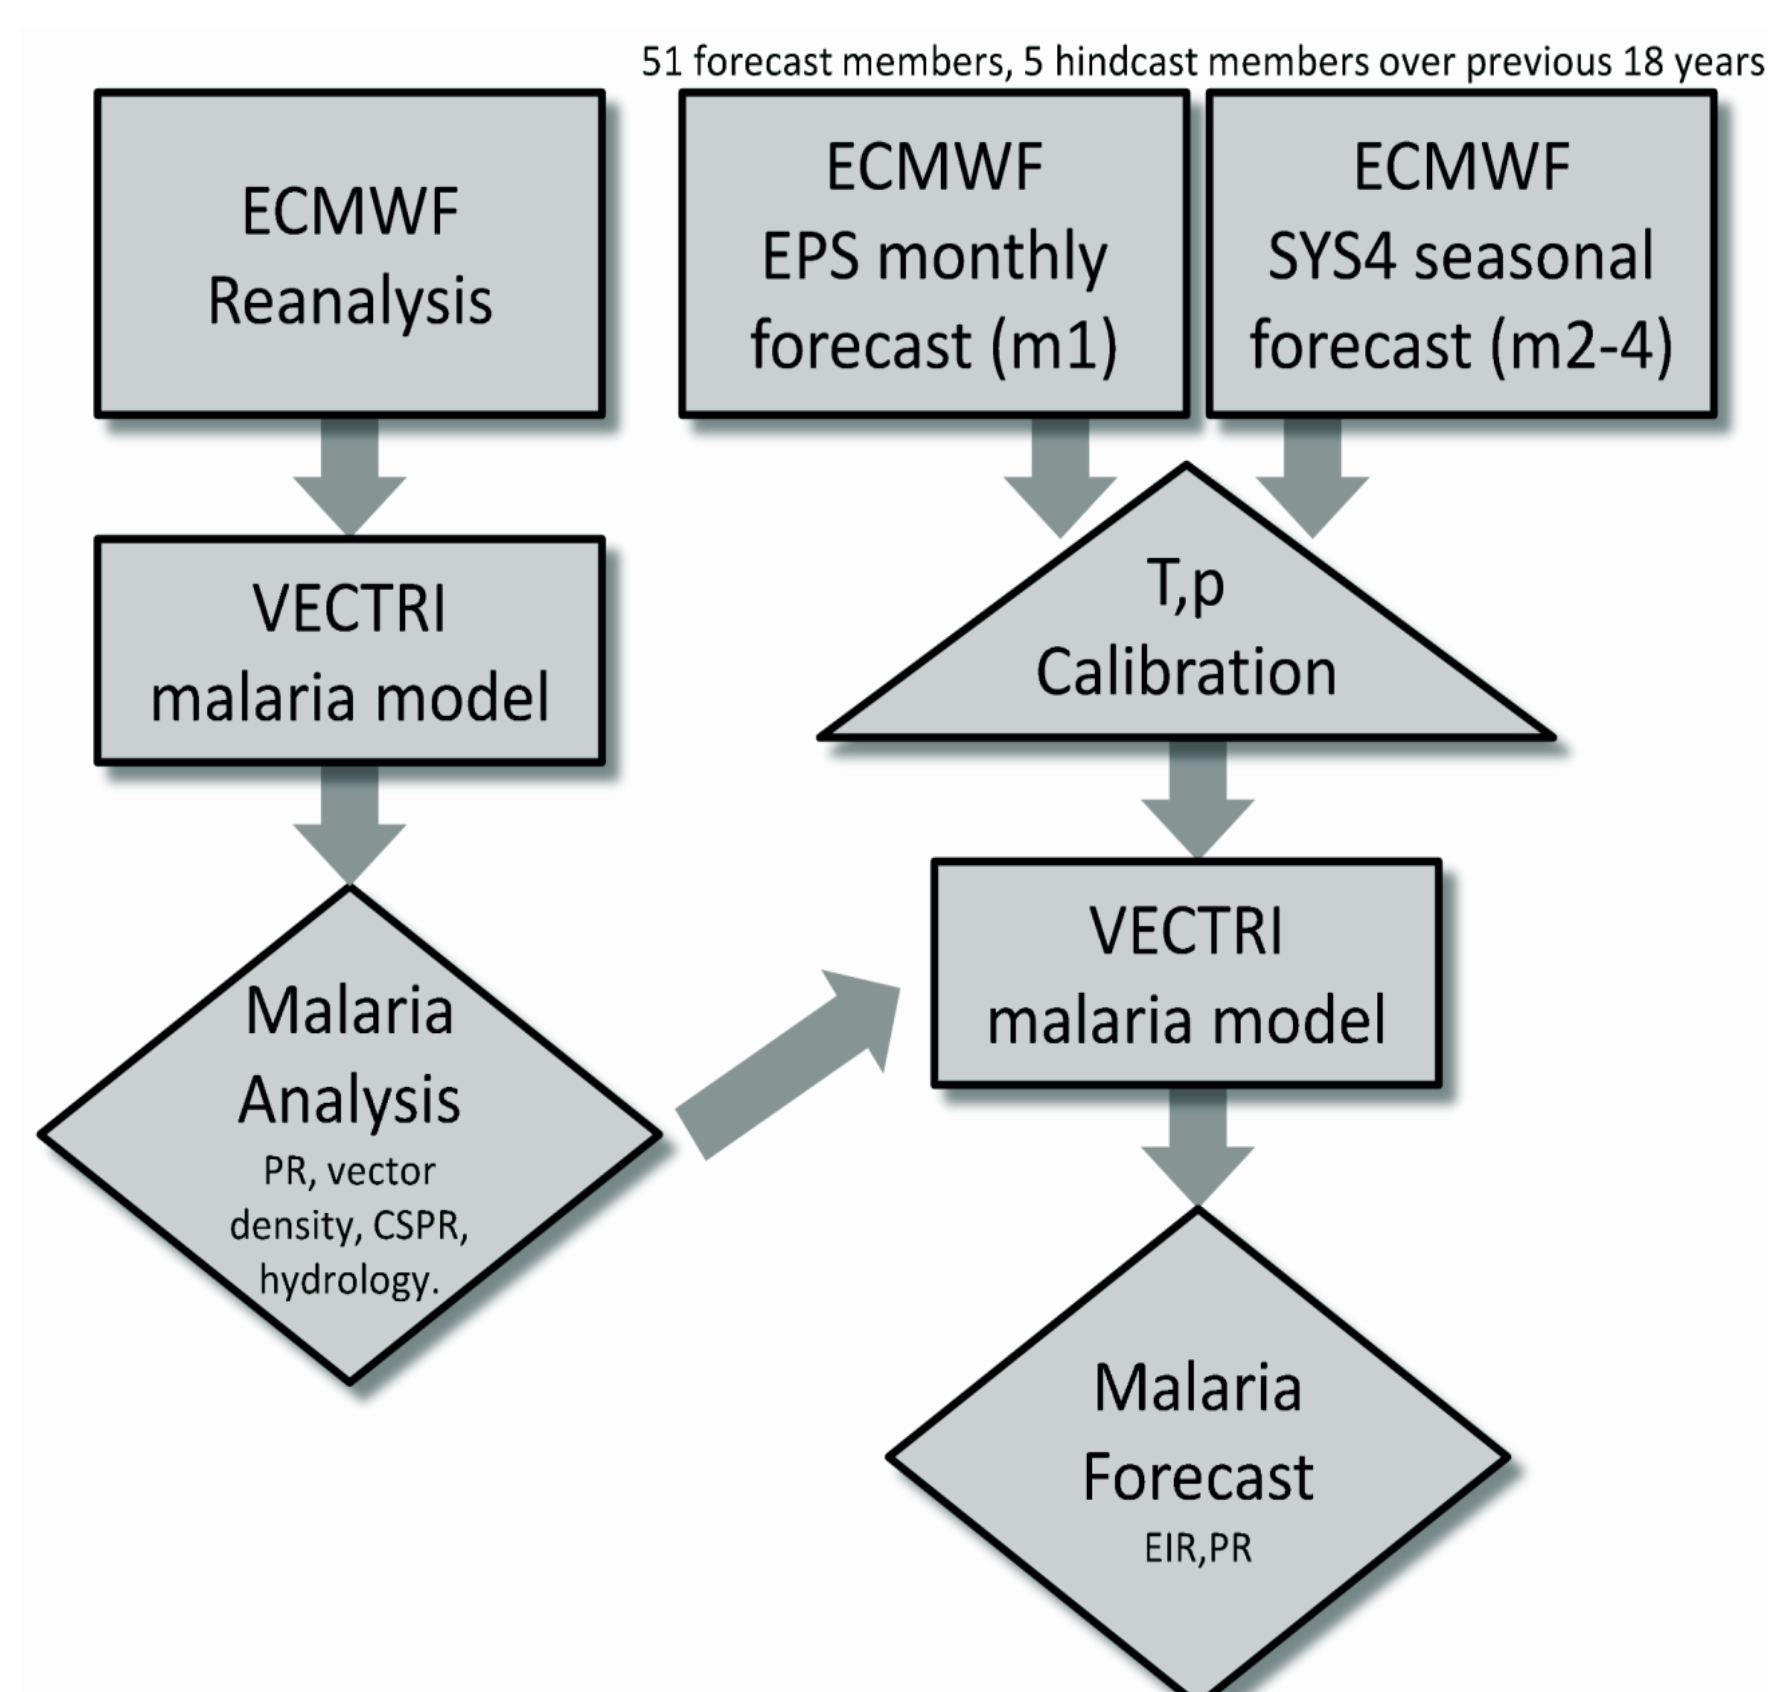 51 forecast members, 5 hindcast members over previous 18 years
ECMWF
Reanalysis
ECMWF
EPS monthly
forecast (m1)
ECMWF
SYS4 seasonal
forecast (m2-4)
VECTRI
malaria model
T,p
Calibration
Malaria
Analysis
PR, vector
density, CSPR,
hydrology.
VECTRI
malaria model
Malaria
Forecast
EIR,PR